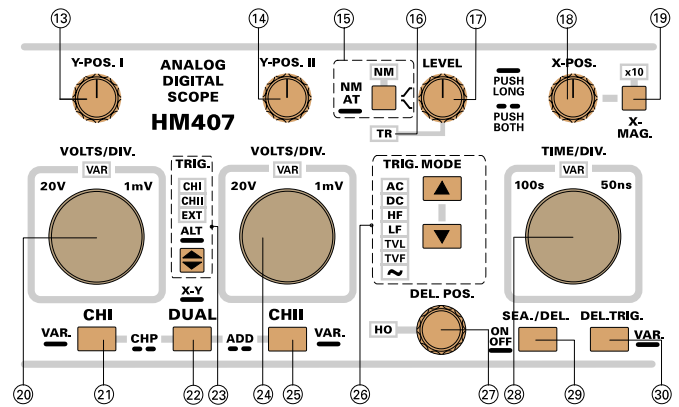 13 14 15 16 17 18 19
Y-POS. I
ANALOG
DIGITAL
SCOPE
HM407
Y-POS. II
NM
AT
NM
LEVEL
TR
PUSH
LONG
PUSH
BOTH
X-POS.
x10
X-
MAG.
VOLTS/DIV.
VAR
20V 1mV
TRIG.
CHI
CHII
EXT
ALT
VOLTS/DIV.
VAR
20V 1mV
TRIG. MODE
AC
DC
HF
LF
TVL
TVF
~
TIME/DIV.
VAR
100s 50ns
X-Y
CHI
VAR.
CHP
DUAL
ADD
CHII
VAR.
DEL. POS.
HO
ON
OFF
SEA./DEL.
DEL.TRIG.
VAR.
20 21 22 23 24 25 26 27 28 29 30